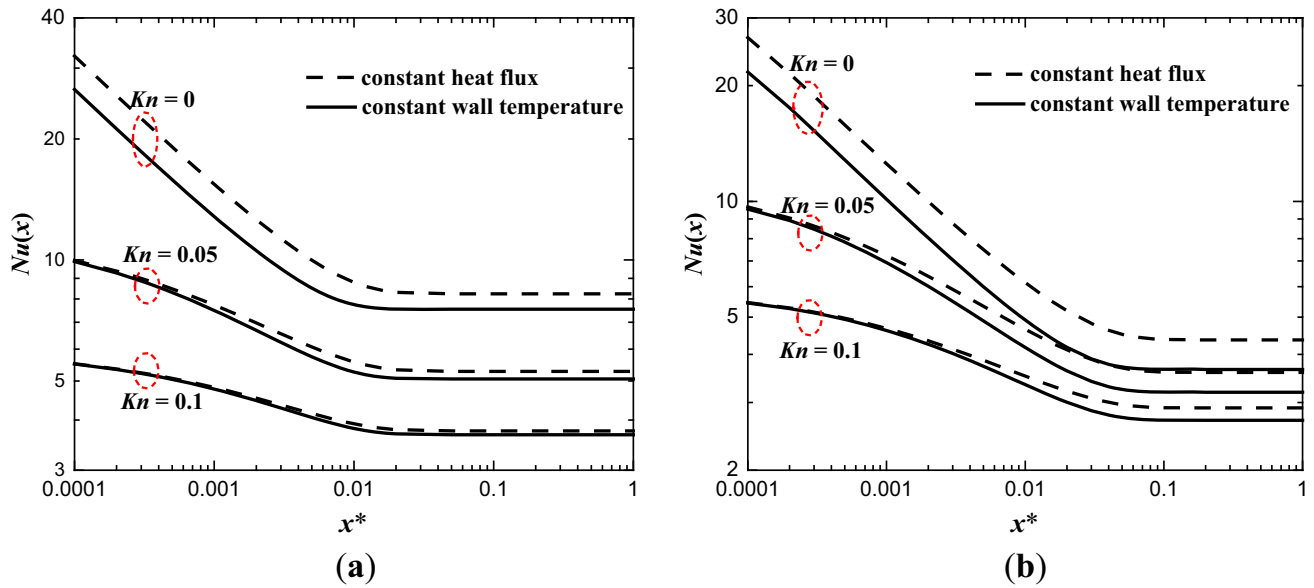 40
20
10
5
3
Nu(x)
Kn = 0
Kn = 0.05
Kn = 0.1
constant heat flux
constant wall temperature
0.0001 0.001 0.01 0.1 1
x*
(a)
30
20
10
5
2
Nu(x)
Kn = 0
Kn = 0.05
Kn = 0.1
constant heat flux
constant wall temperature
0.0001 0.001 0.01 0.1 1
x*
(b)